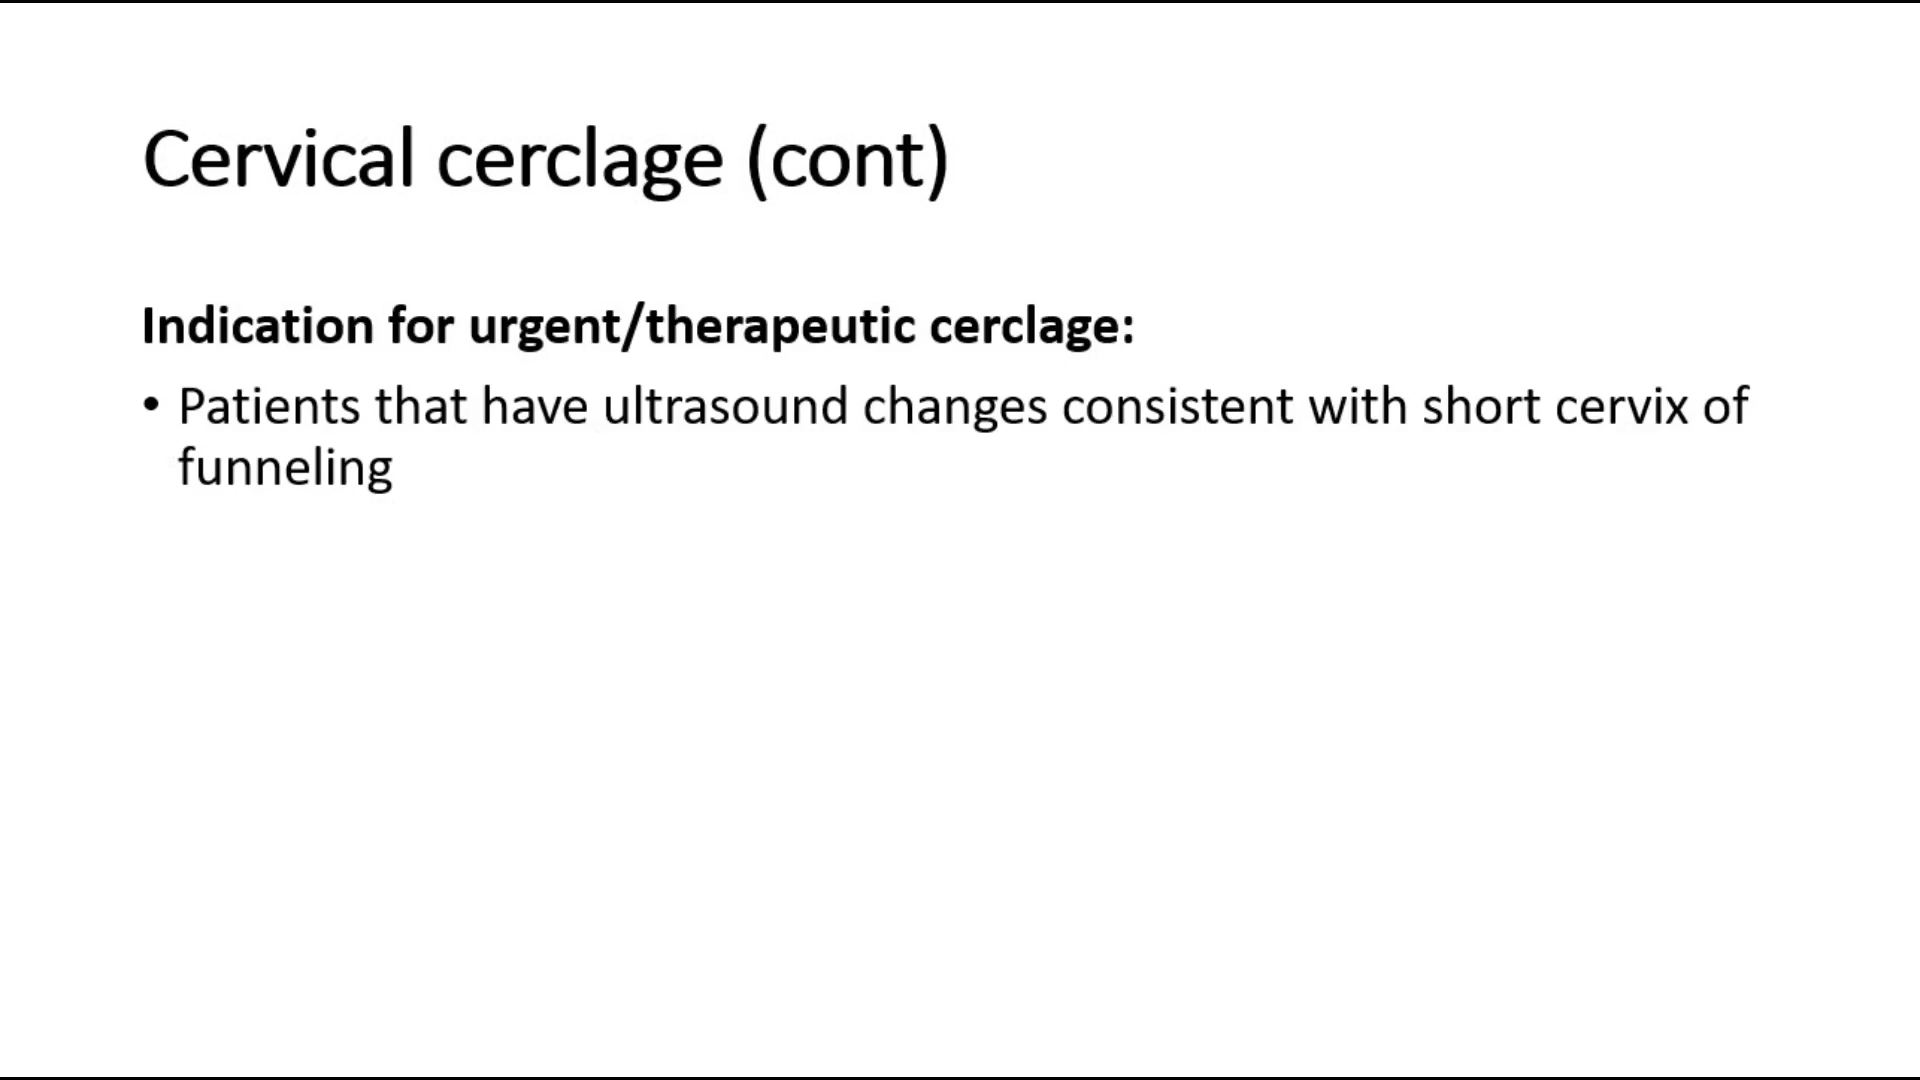 Cervical cerclage (cont)
Indication for urgent/therapeutic cerclage:
• Patients that have ultrasound changes consistent with short cervix of
funneling